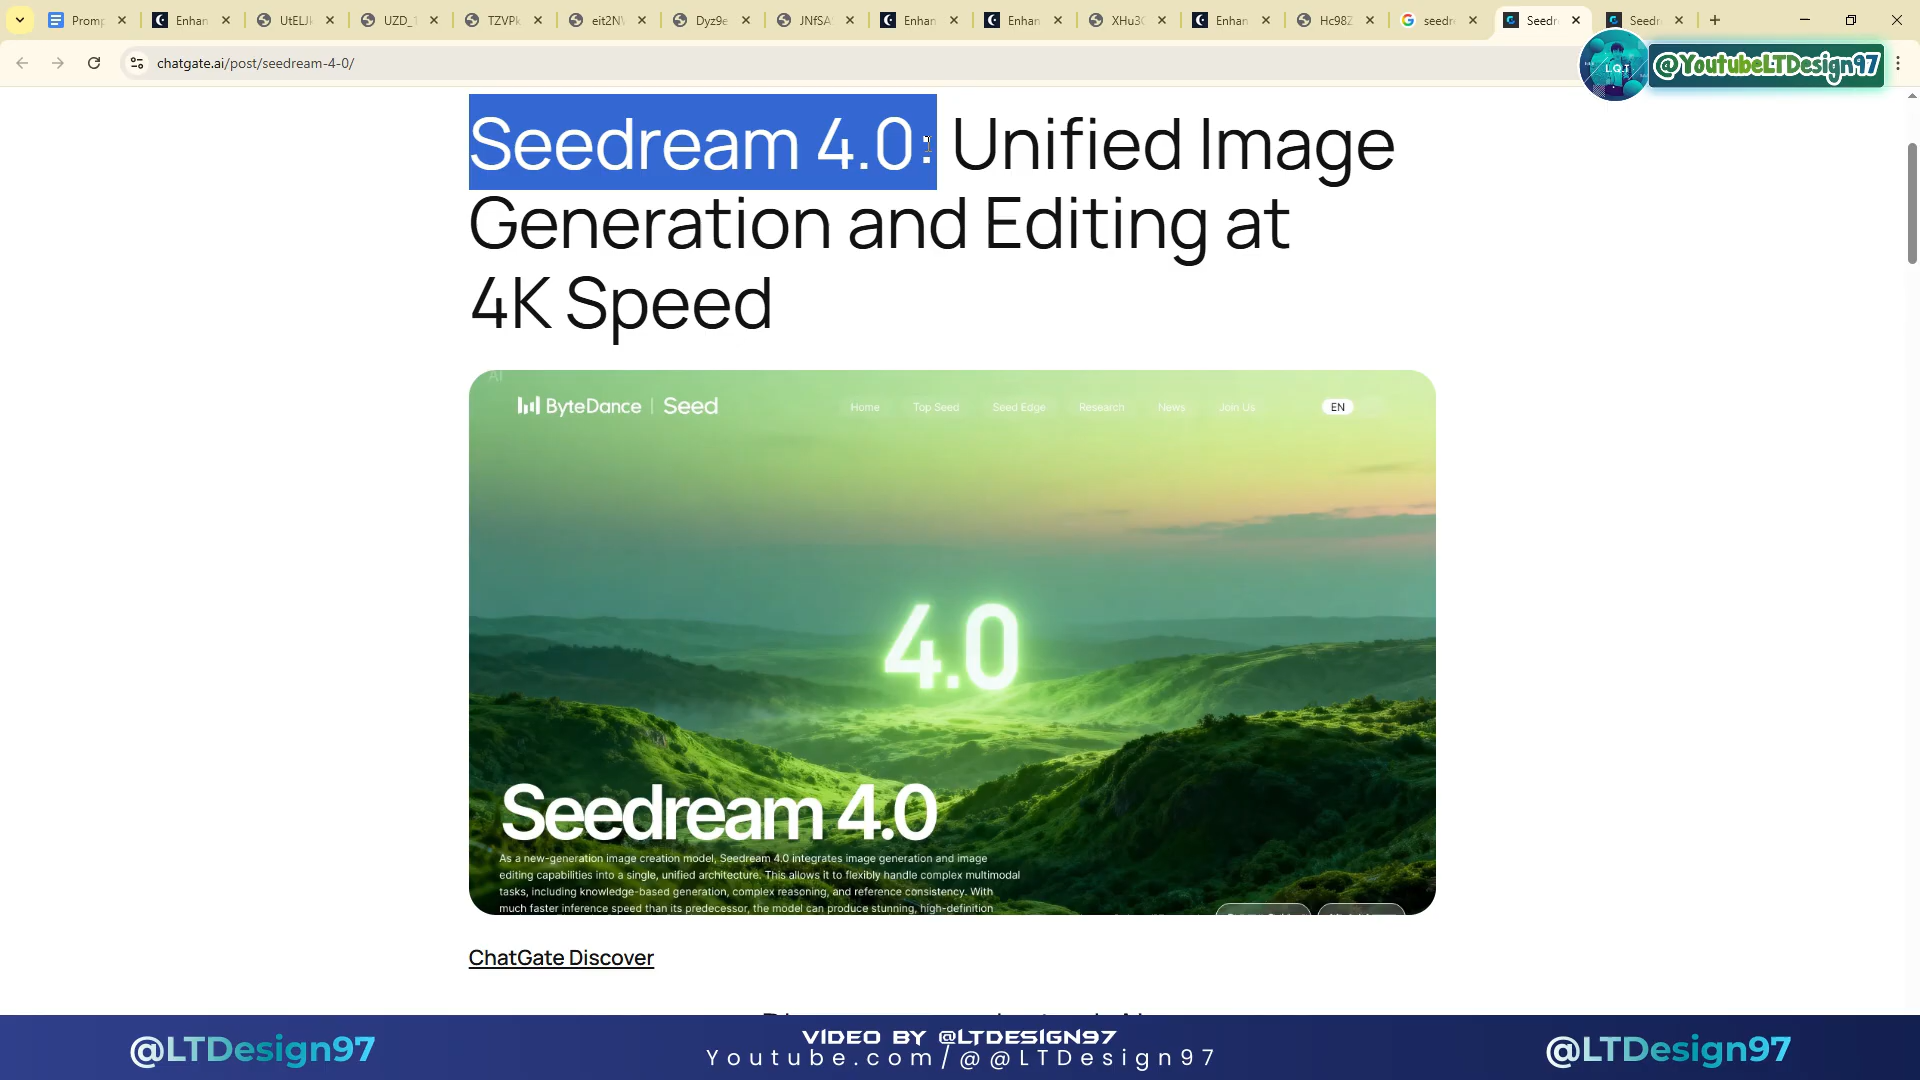 Promp
Enhan
UtELJ
UZD_
TZVPk
eit2N
Dyz9e
JNfSA
Enhan
Enhan
XHu3
Enhan
Hc98Z
seedr
Seedr
Seedr
chatgate.ai/post/seedream-4-0/
L.Q.T
@YoutubeLTDesign97
Seedream 4.0: Unified Image
Generation and Editing at
4K Speed
AI
ByteDance | Seed
Home
Top Seed
Seed Edge
Research
News
Join Us
EN
4.0
Seedream 4.0
As a new-generation image creation model, Seedream 4.0 integrates image generation and image
editing capabilities into a single, unified architecture. This allows it to flexibly handle complex multimodal
tasks, including knowledge-based generation, complex reasoning, and reference consistency. With
much faster inference speed than its predecessor, the model can produce stunning, high-definition
ChatGate Discover
@LTDesign97
VIDEO BY @LTDESIGN97
Youtube.com/@@LTDesign97
@LTDesign97